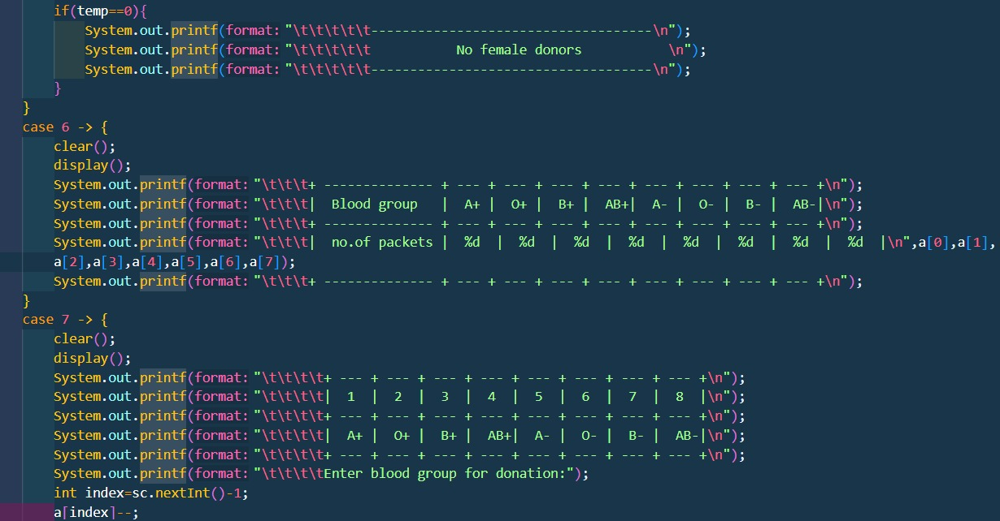 if(temp==0){
System.out.printf(format: "\t\t\t\t\t------------------------------------\n");
System.out.printf(format: "\t\t\t\t\t           No female donors           \n");
System.out.printf(format: "\t\t\t\t\t------------------------------------\n");
}
}
case 6 -> {
clear();
display();
System.out.printf(format: "\t\t\t+ -------------- + --- + --- + --- + --- + --- + --- + --- + --- +\n");
System.out.printf(format: "\t\t\t|  Blood group   |  A+ |  O+ |  B+ |  AB+|  A- |  O- |  B- |  AB-|\n");
System.out.printf(format: "\t\t\t+ -------------- + --- + --- + --- + --- + --- + --- + --- + --- +\n");
System.out.printf(format: "\t\t\t|  no.of packets |  %d  |  %d  |  %d  |  %d  |  %d  |  %d  |  %d  |  %d  |\n",a[0],a[1],
a[2],a[3],a[4],a[5],a[6],a[7]);
System.out.printf(format: "\t\t\t+ -------------- + --- + --- + --- + --- + --- + --- + --- + --- +\n");
}
case 7 -> {
clear();
display();
System.out.printf(format: "\t\t\t\t+ --- + --- + --- + --- + --- + --- + --- + --- +\n");
System.out.printf(format: "\t\t\t\t|  1  |  2  |  3  |  4  |  5  |  6  |  7  |  8  |\n");
System.out.printf(format: "\t\t\t\t+ --- + --- + --- + --- + --- + --- + --- + --- +\n");
System.out.printf(format: "\t\t\t\t|  A+ |  O+ |  B+ |  AB+|  A- |  O- |  B- |  AB-|\n");
System.out.printf(format: "\t\t\t\t+ --- + --- + --- + --- + --- + --- + --- + --- +\n");
System.out.printf(format: "\t\t\t\tEnter blood group for donation:");
int index=sc.nextInt()-1;
a[index]--;